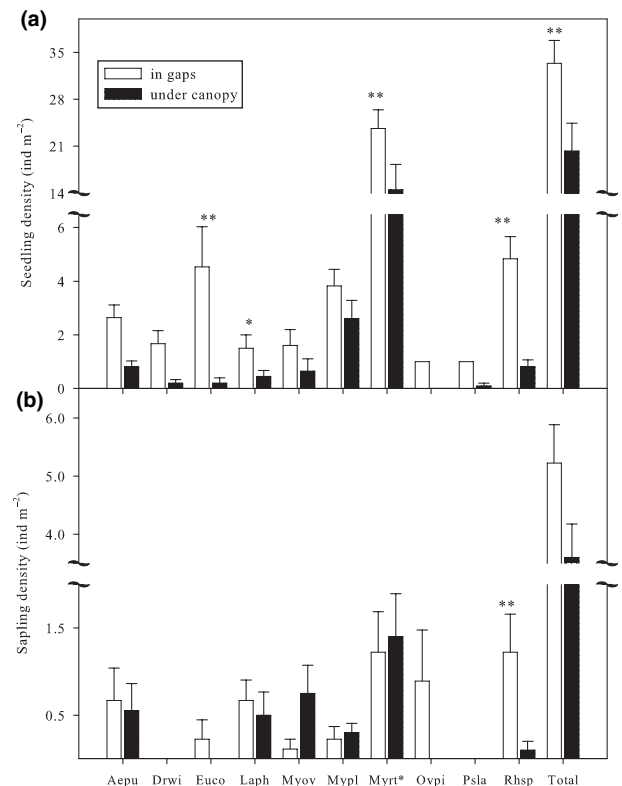 (a)
35
28
21
14
6
4
2
0
Seedling density (ind m⁻²)
in gaps
under canopy
**
*
**
**
**
(b)
6.0
5.0
4.0
1.5
0.5
Sapling density (ind m⁻²)
**
Aepu Drwi Euco Laph Myov Mypl Myrt* Ovpi Psla Rhsp Total